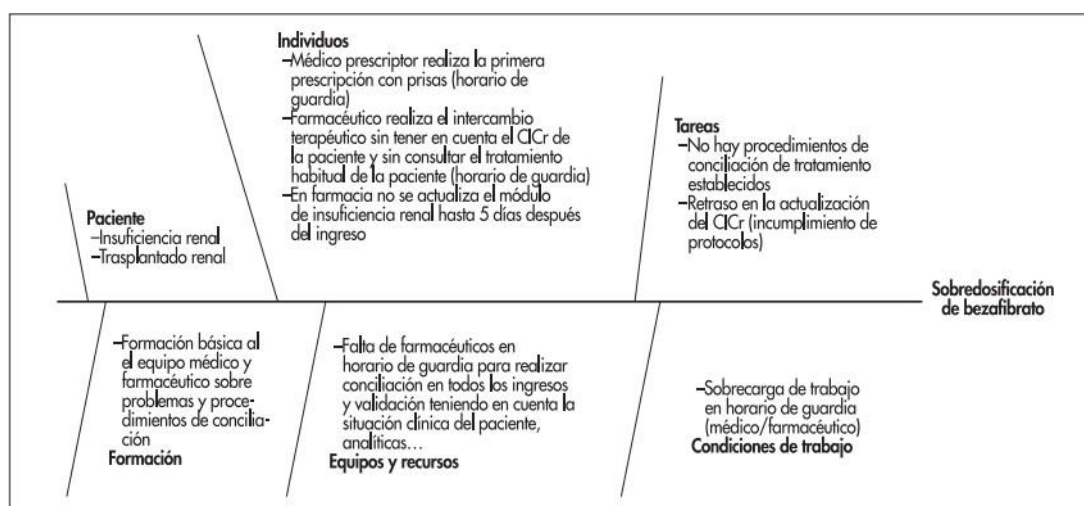 Individuos
–Médico prescriptor realiza la primera
prescripción con prisas (horario de
guardia)
–Farmacéutico realiza el intercambio
terapéutico sin tener en cuenta el ClCr de
la paciente y sin consultar el tratamiento
habitual de la paciente (horario de guardia)
–En farmacia no se actualiza el módulo
de insuficiencia renal hasta 5 días después
del ingreso
Tareas
–No hay procedimientos de
conciliación de tratamiento
establecidos
–Retraso en la actualización
del ClCr (incumplimiento de
protocolos)
Paciente
–Insuficiencia renal
–Trasplantado renal
Sobredosificación
de bezafibrato
–Formación básica al
el equipo médico y
farmacéutico sobre
problemas y proce-
dimientos de concilia-
ción
Formación
–Falta de farmacéuticos en
horario de guardia para realizar
conciliación en todos los ingresos
y validación teniendo en cuenta la
situación clínica del paciente,
analíticas...
Equipos y recursos
–Sobrecarga de trabajo
en horario de guardia
(médico/farmacéutico)
Condiciones de trabajo